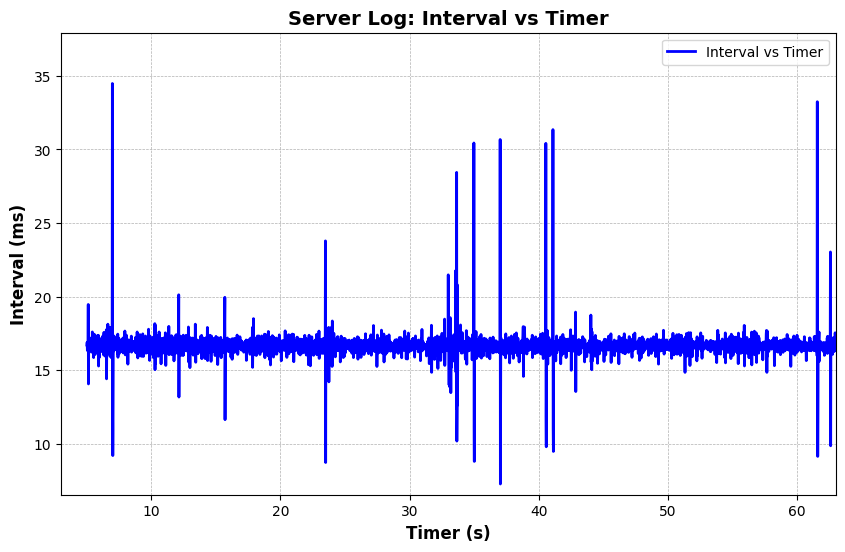 Server Log: Interval vs Timer
Interval vs Timer
35
30
25
20
15
10
Interval (ms)
10 20 30 40 50 60
Timer (s)